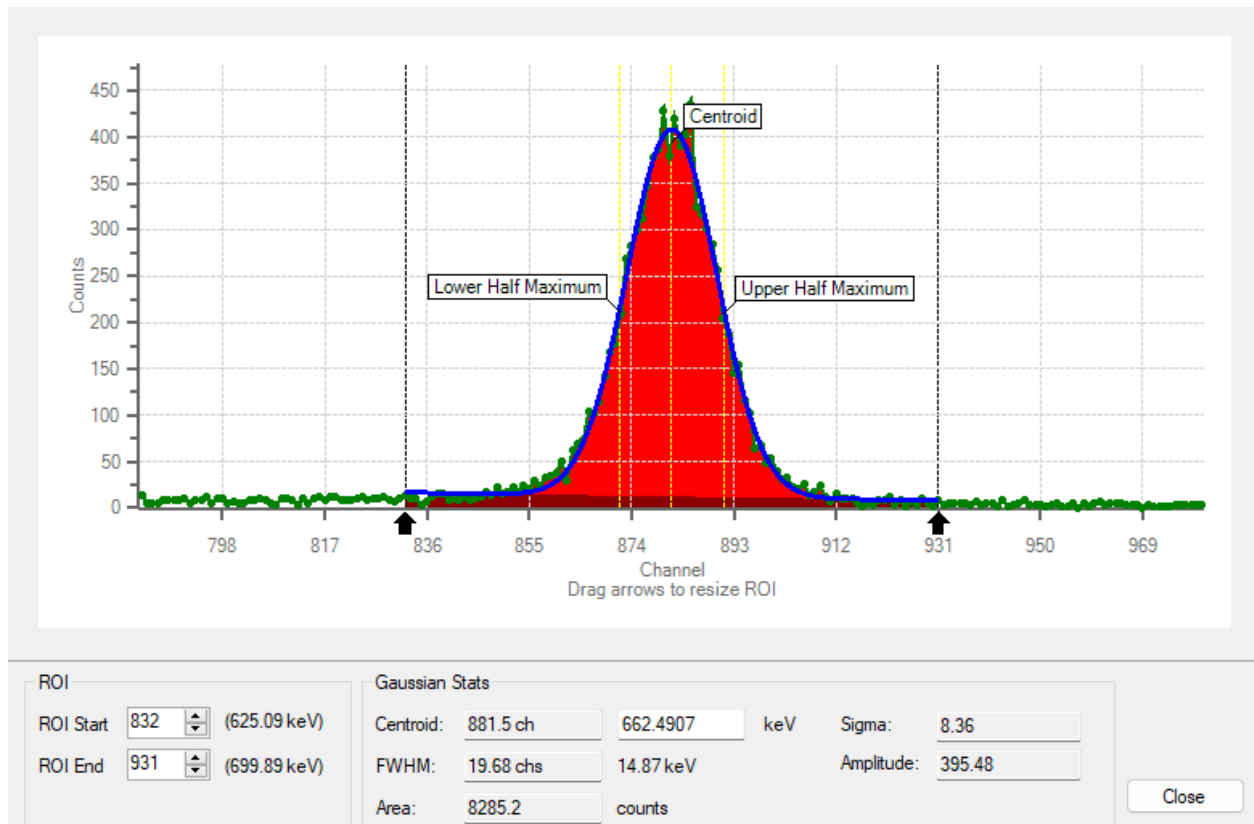 450
400
350
300
250
200
150
100
50
0
Counts
Centroid
Lower Half Maximum
Upper Half Maximum
798 817 836 855 874 893 912 931 950 969
Channel
Drag arrows to resize ROI
ROI
ROI Start 832 (625.09 keV)
ROI End 931 (699.89 keV)
Gaussian Stats
Centroid: 881.5 ch 662.4907 keV Sigma: 8.36
FWHM: 19.68 chs 14.87 keV Amplitude: 395.48
Area: 8285.2 counts
Close